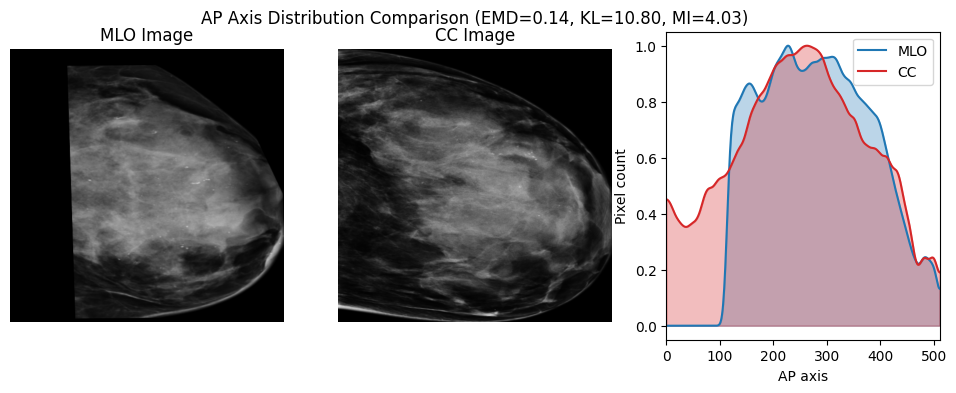 AP Axis Distribution Comparison (EMD=0.14, KL=10.80, MI=4.03)
MLO Image
CC Image
MLO
CC
Pixel count
1.0
0.8
0.6
0.4
0.2
0.0
0 100 200 300 400 500
AP axis